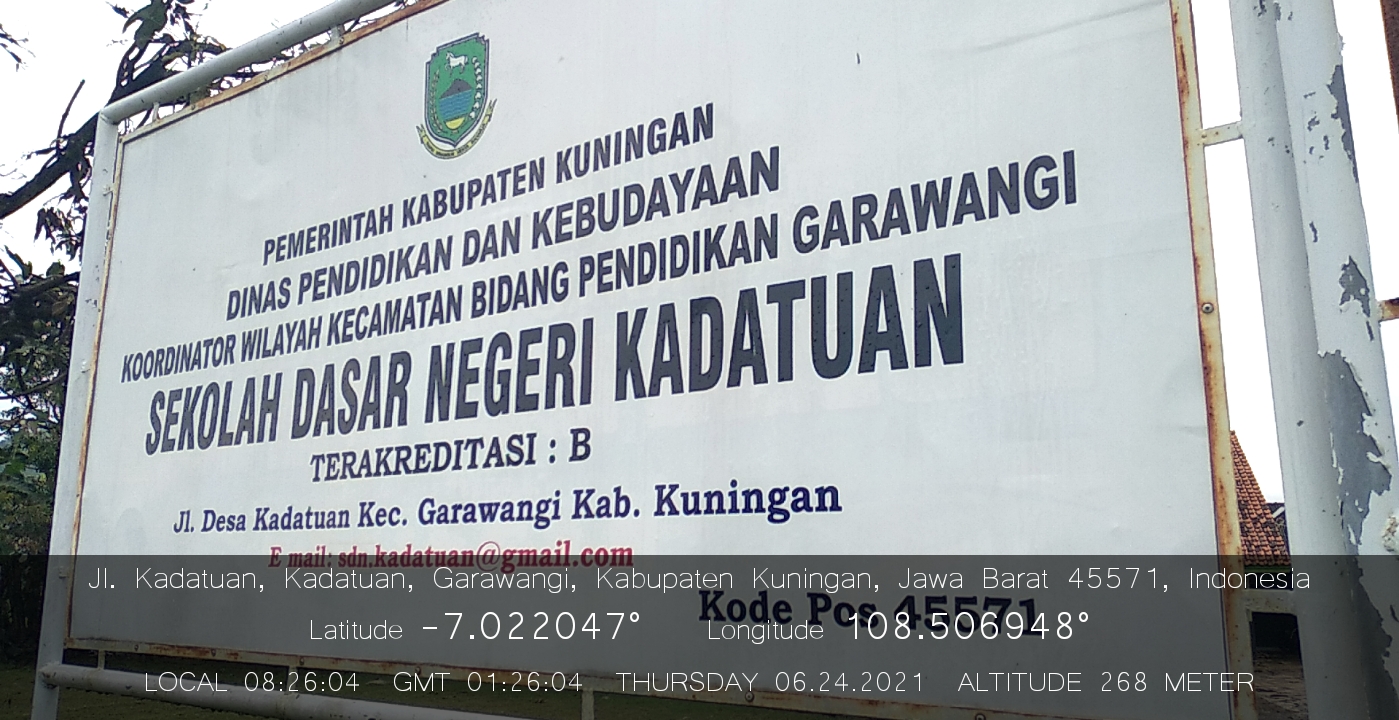 PEMERINTAH KABUPATEN KUNINGAN
DINAS PENDIDIKAN DAN KEBUDAYAAN
KOORDINATOR WILAYAH KECAMATAN BIDANG PENDIDIKAN GARAWANGI
SEKOLAH DASAR NEGERI KADATUAN
TERAKREDITASI : B
Jl. Desa Kadatuan Kec. Garawangi Kab. Kuningan
E mail: sdn.kadatuan@gmail.com
Kode Pos 45571
Jl. Kadatuan, Kadatuan, Garawangi, Kabupaten Kuningan, Jawa Barat 45571, Indonesia
Latitude -7.022047° Longitude 108.506948°
LOCAL 08:26:04 GMT 01:26:04 THURSDAY 06.24.2021 ALTITUDE 268 METER